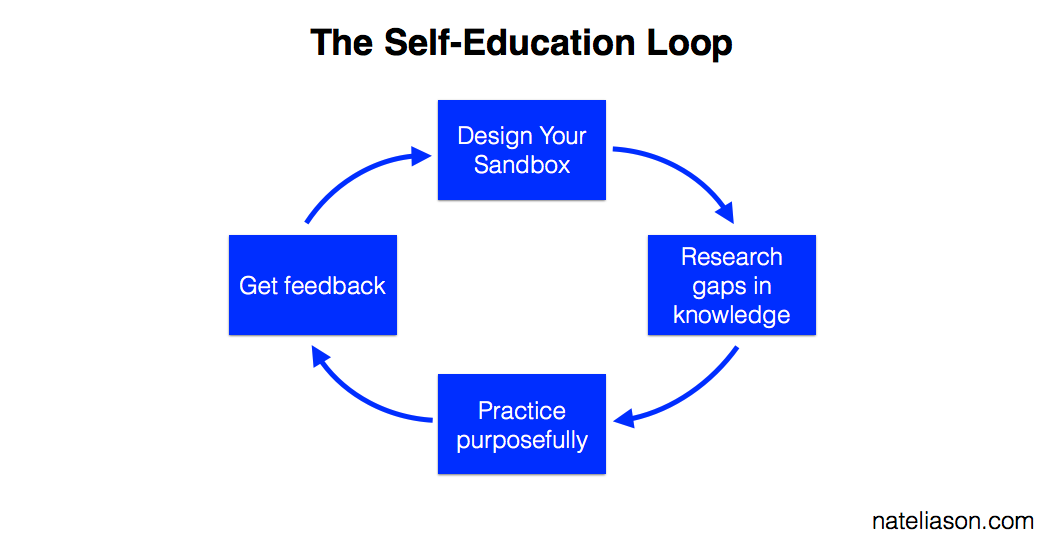 The Self-Education Loop
Design Your
Sandbox
Research
gaps in
knowledge
Practice
purposefully
Get feedback
nateliason.com